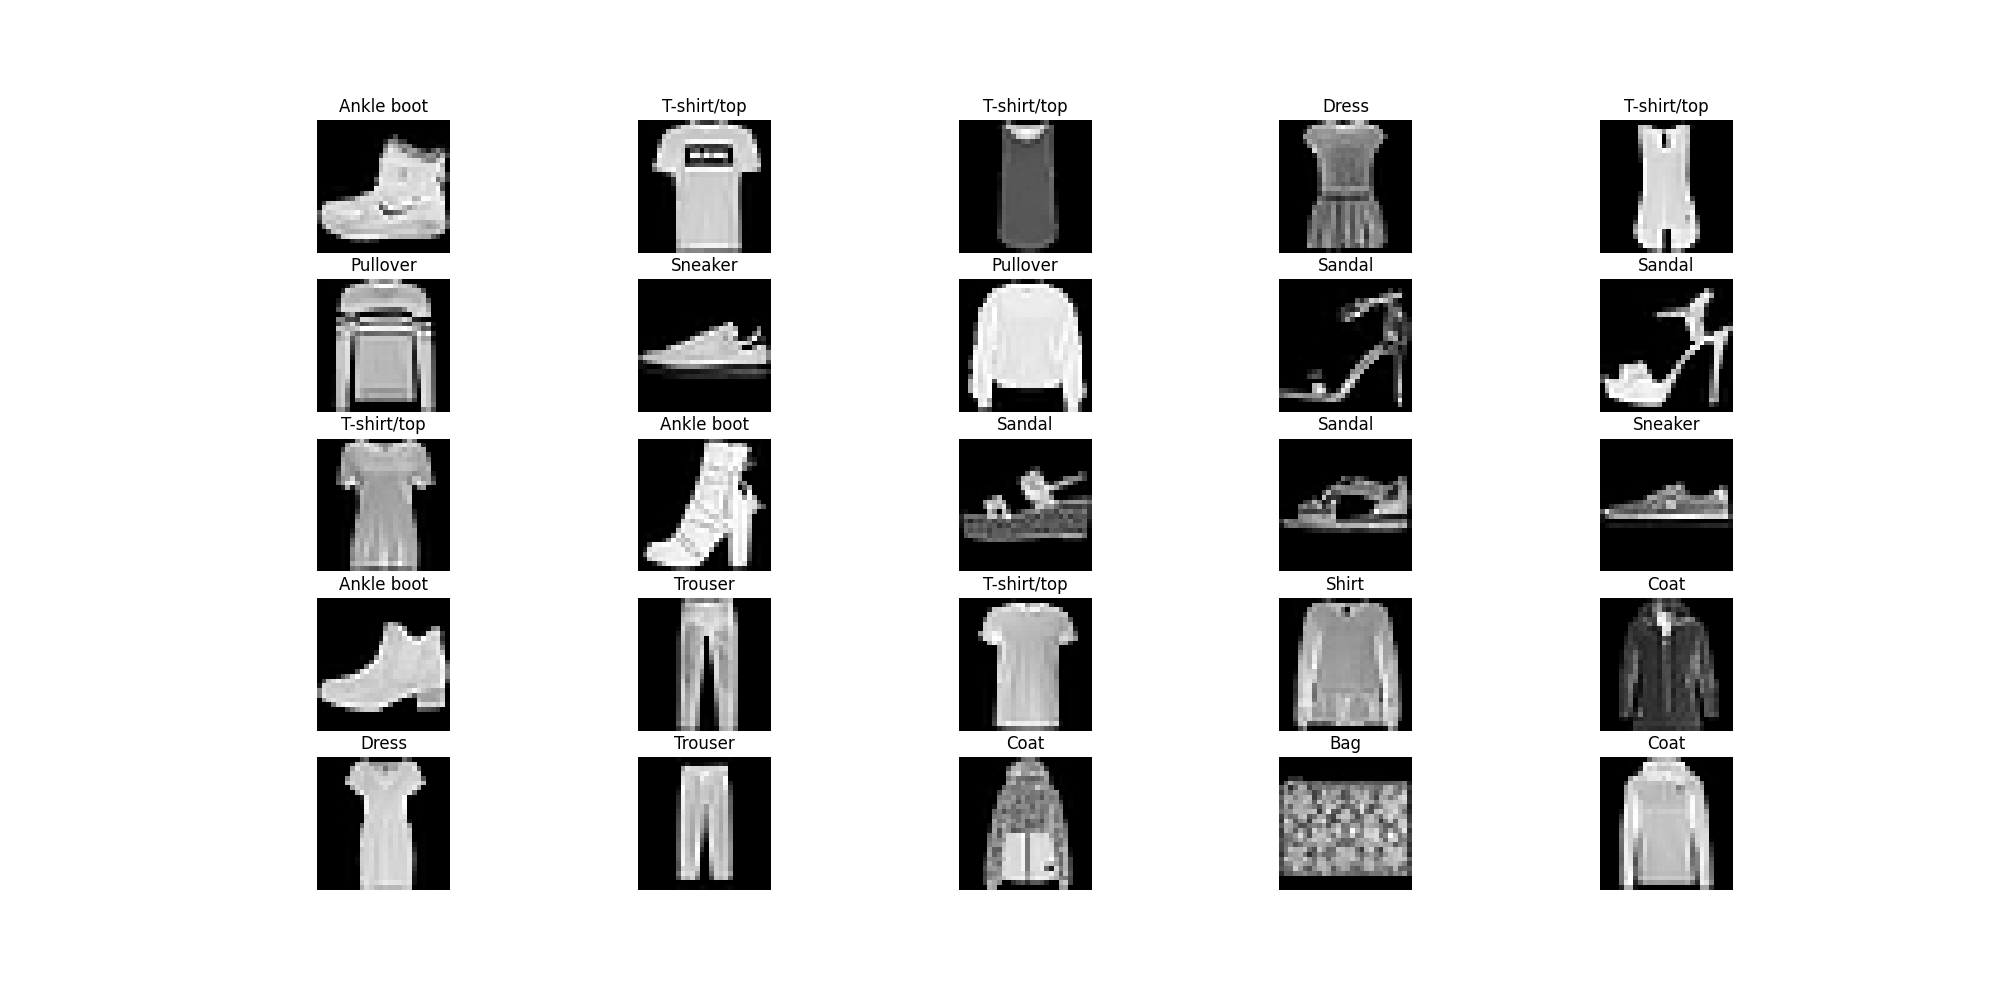 Ankle boot T-shirt/top T-shirt/top Dress T-shirt/top
Pullover Sneaker Pullover Sandal Sandal
T-shirt/top Ankle boot Sandal Sandal Sneaker
Ankle boot Trouser T-shirt/top Shirt Coat
Dress Trouser Coat Bag Coat